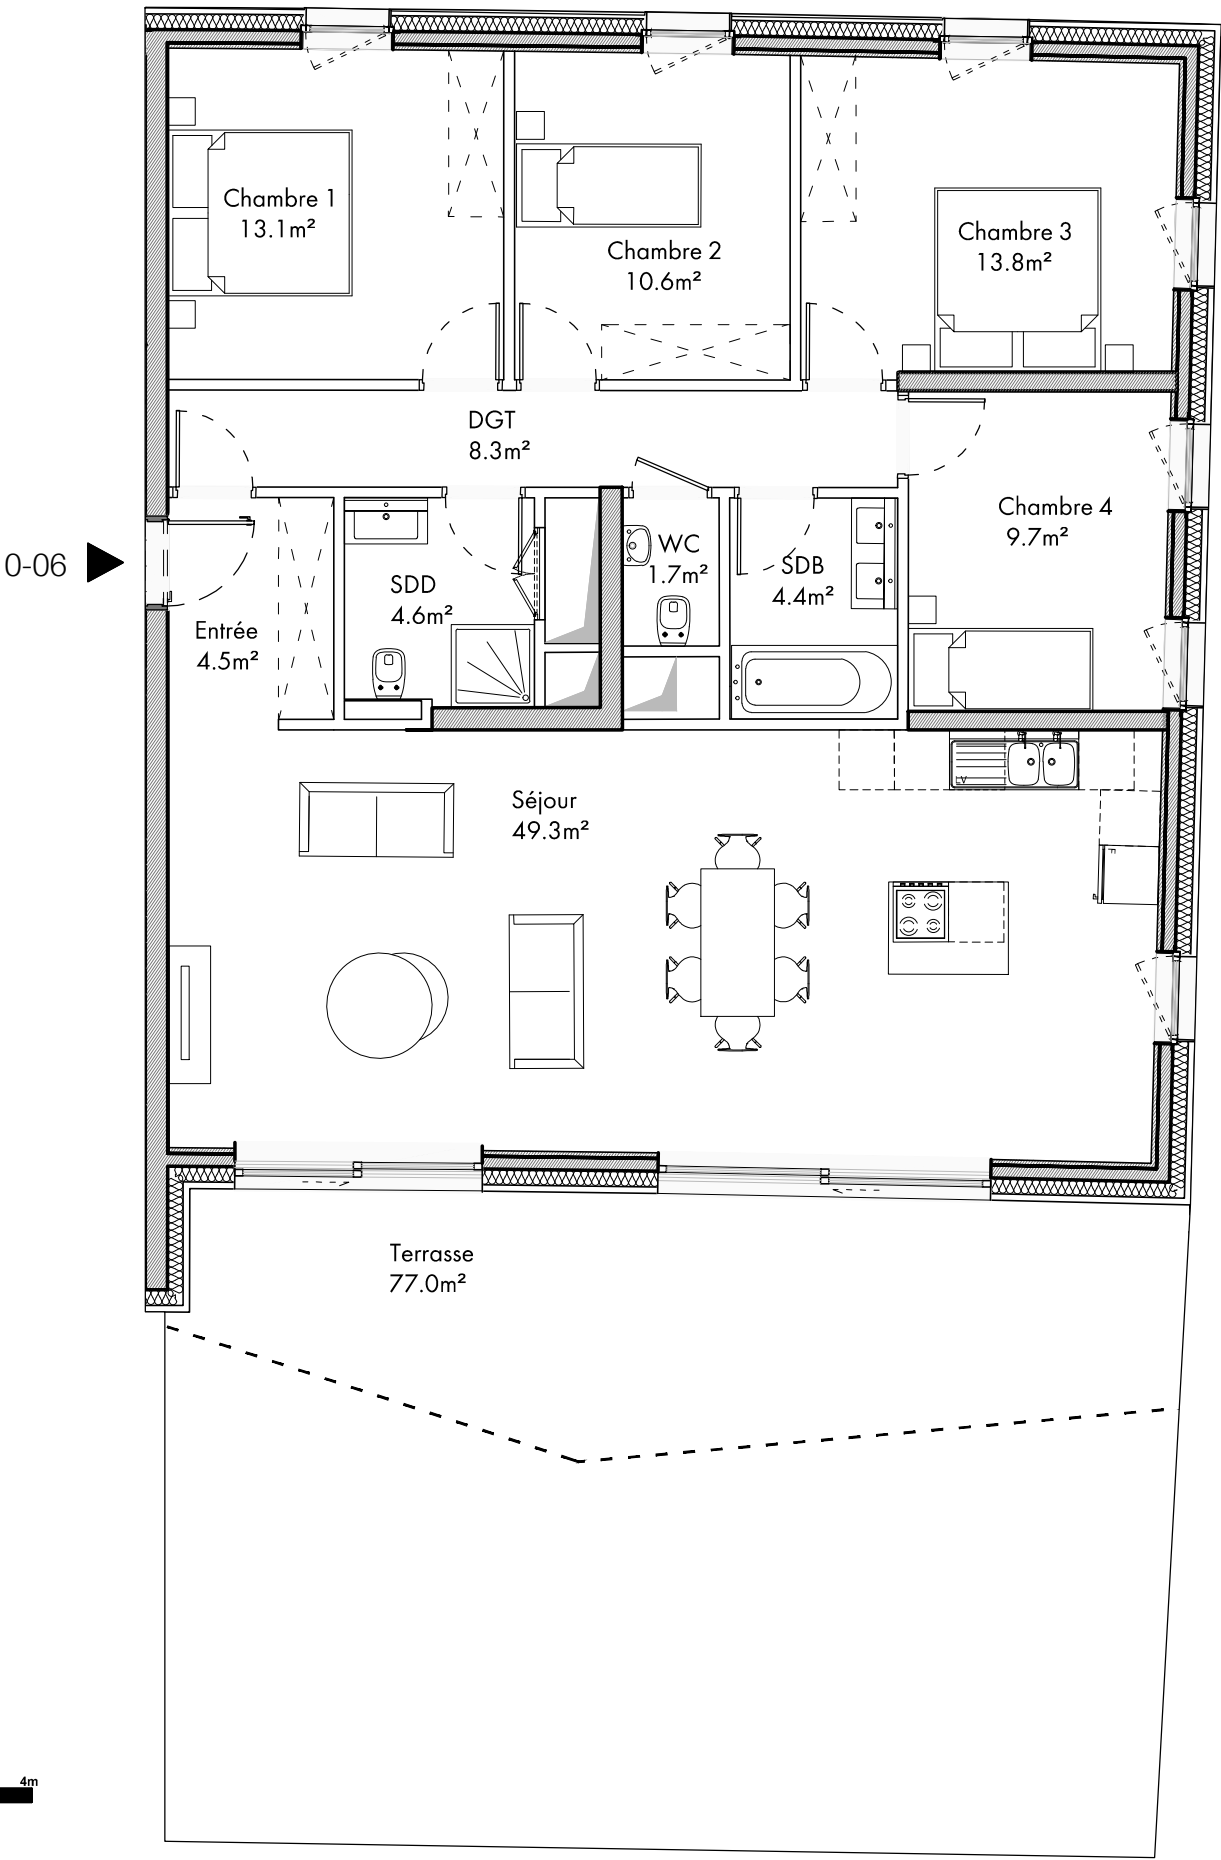 Chambre 1
13.1m²
Chambre 2
10.6m²
Chambre 3
13.8m²
DGT
8.3m²
Chambre 4
9.7m²
0-06
WC
1.7m²
SDB
4.4m²
SDD
4.6m²
Entrée
4.5m²
LV
Séjour
49.3m²
F
Terrasse
77.0m²
4m